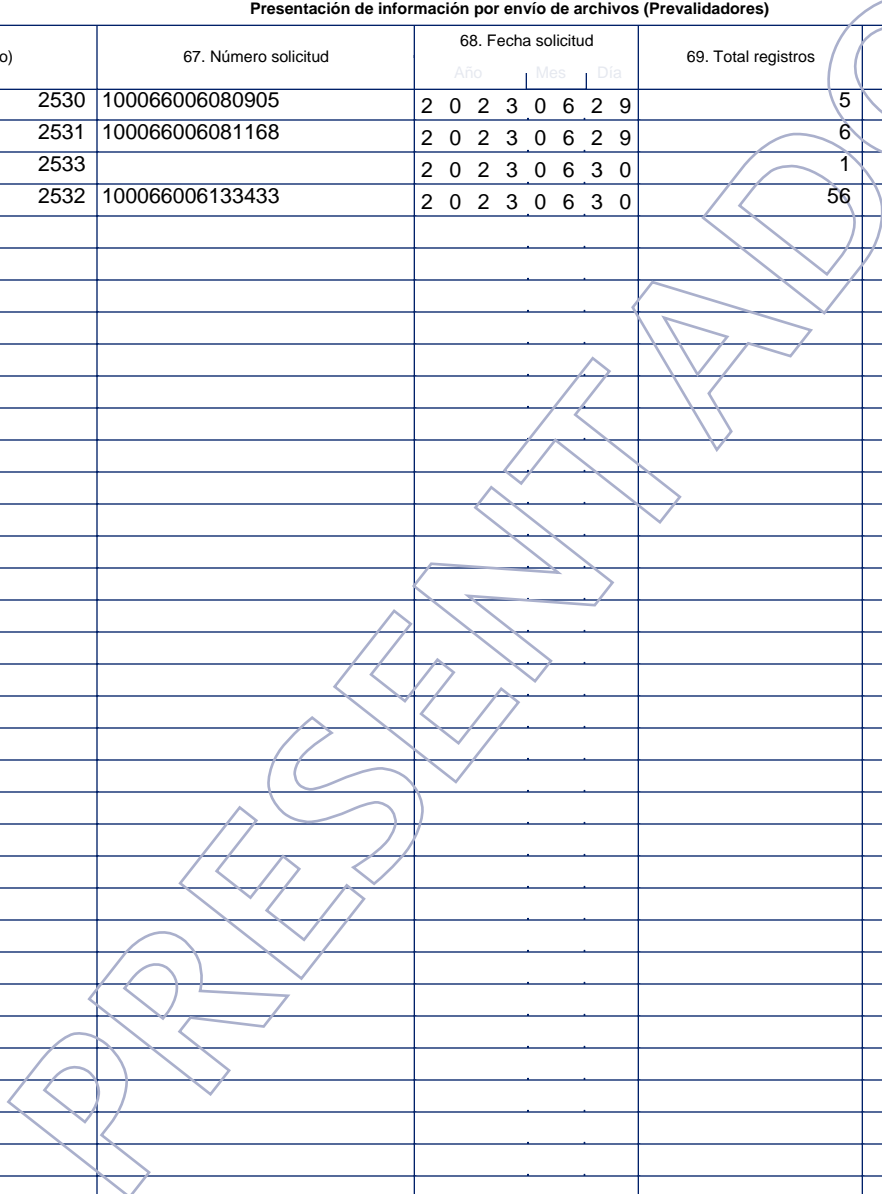 Presentación de información por envío de archivos (Prevalidadores)
o) 67. Número solicitud 68. Fecha solicitud 69. Total registros
Año Mes Día
2530 100066006080905 2 0 2 3 0 6 2 9 5
2531 100066006081168 2 0 2 3 0 6 2 9 6
2533 2 0 2 3 0 6 3 0 1
2532 100066006133433 2 0 2 3 0 6 3 0 56
PRESENTADO